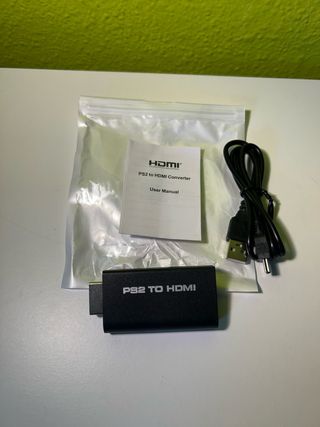 HDMI
PS2 to HDMI Converter
User Manual
PS2 TO HDMI